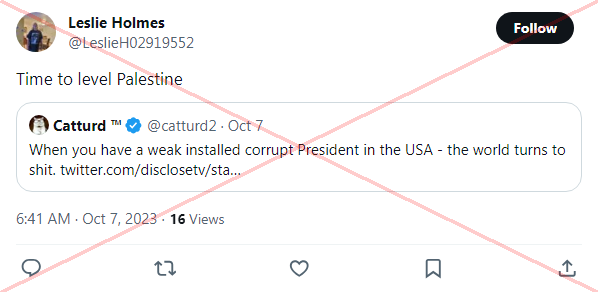 Leslie Holmes
Follow
@LeslieH02919552
Time to level Palestine
Catturd ™ @catturd2 · Oct 7
When you have a weak installed corrupt President in the USA - the world turns to
shit. twitter.com/disclosetv/sta...
6:41 AM · Oct 7, 2023 · 16 Views